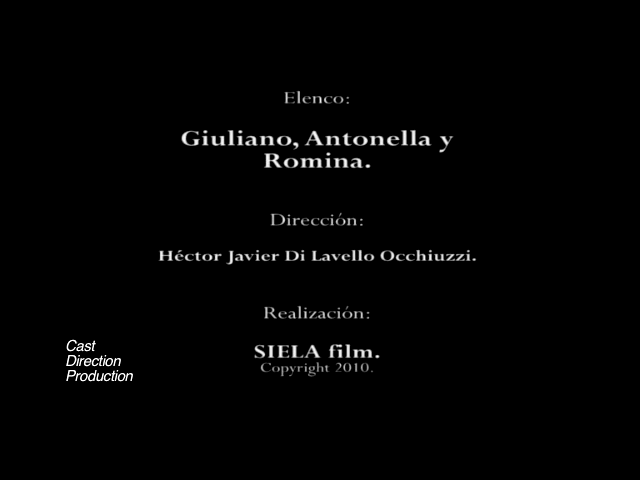 Elenco:
Giuliano, Antonella y
Romina.
Dirección:
Héctor Javier Di Lavello Occhiuzzi.
Realización:
SIELA film.
Copyright 2010.
Cast
Direction
Production